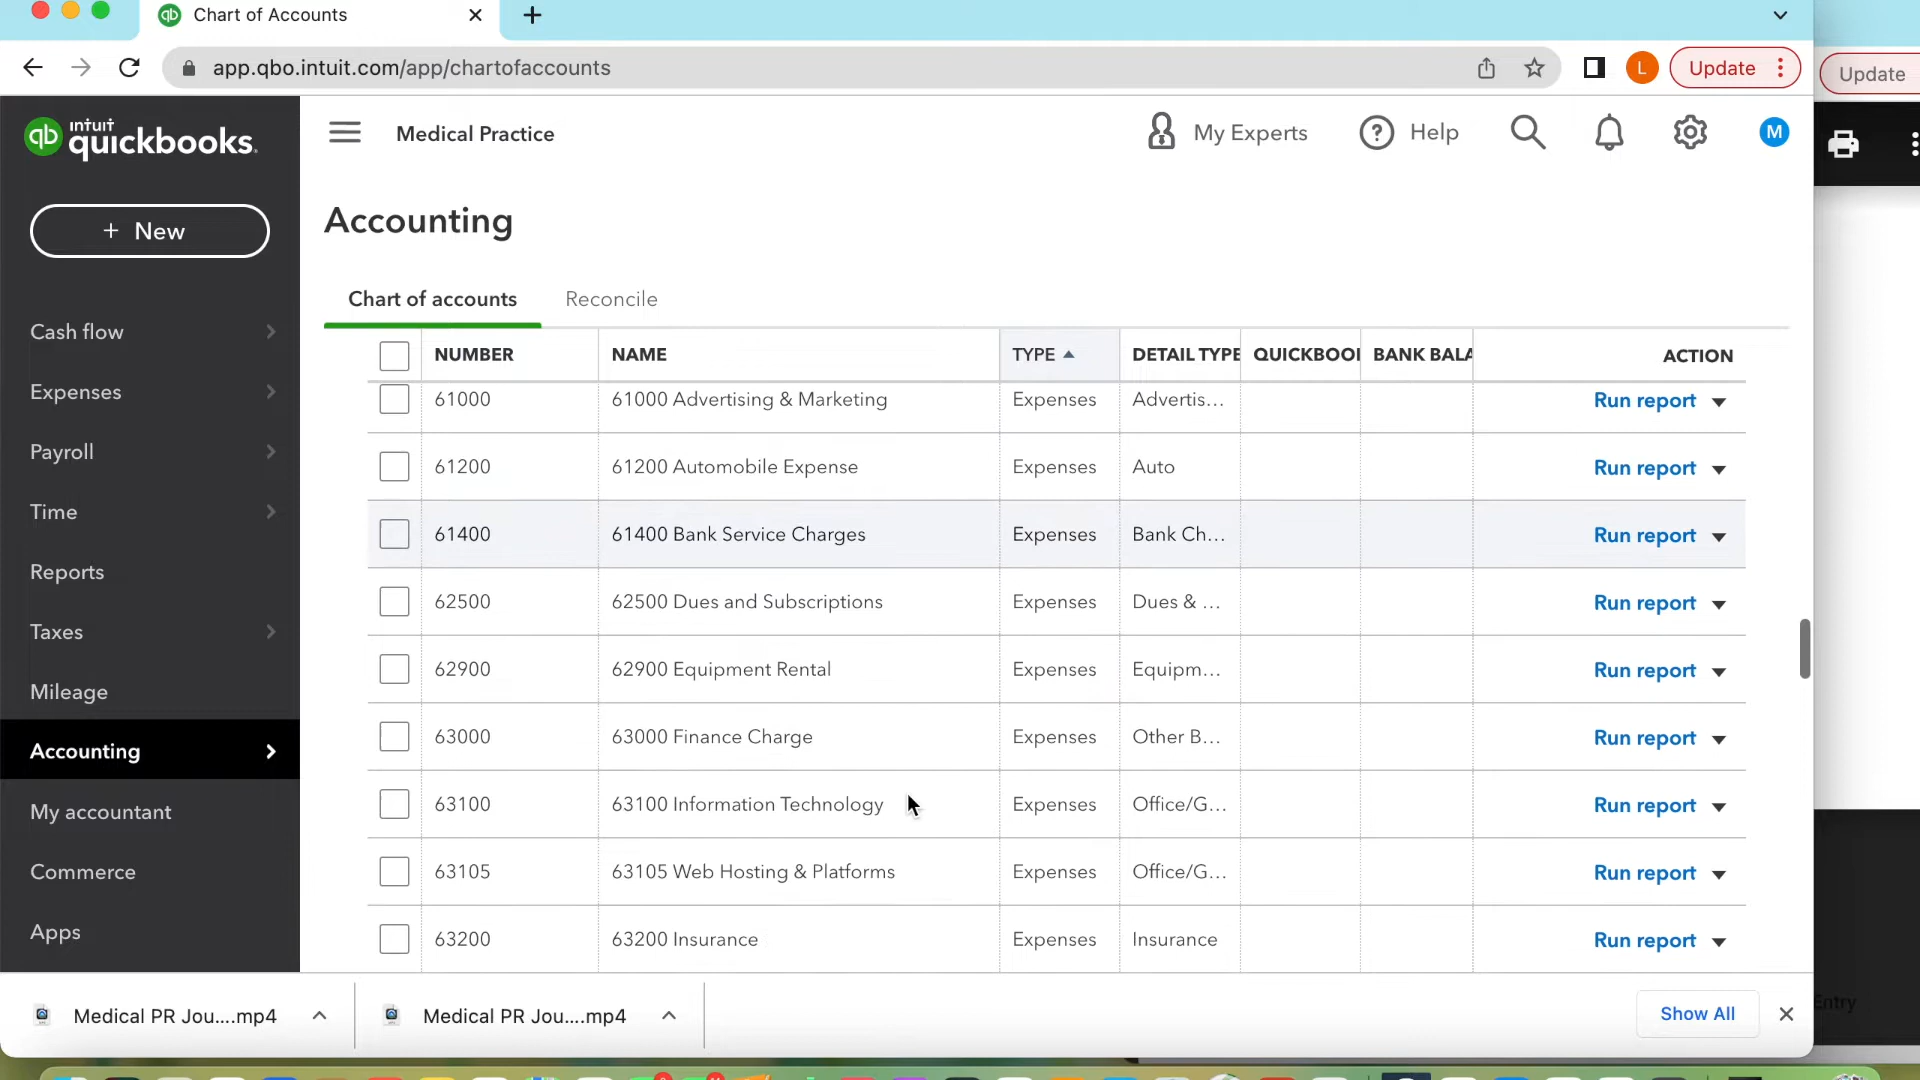 Chart of Accounts
app.qbo.intuit.com/app/chartofaccounts
L
Update
Update
intuit
quickbooks.
Medical Practice
My Experts
Help
M
+ New
Accounting
Cash flow
Expenses
Payroll
Time
Reports
Taxes
Mileage
Accounting
My accountant
Commerce
Apps
Chart of accounts
Reconcile
NUMBER NAME TYPE DETAIL TYPE QUICKBOO BANK BALA ACTION
61000 61000 Advertising & Marketing Expenses Advertis... Run report
61200 61200 Automobile Expense Expenses Auto Run report
61400 61400 Bank Service Charges Expenses Bank Ch... Run report
62500 62500 Dues and Subscriptions Expenses Dues & ... Run report
62900 62900 Equipment Rental Expenses Equipm... Run report
63000 63000 Finance Charge Expenses Other B... Run report
63100 63100 Information Technology Expenses Office/G... Run report
63105 63105 Web Hosting & Platforms Expenses Office/G... Run report
63200 63200 Insurance Expenses Insurance Run report
Medical PR Jou....mp4
Medical PR Jou....mp4
Show All
Entry